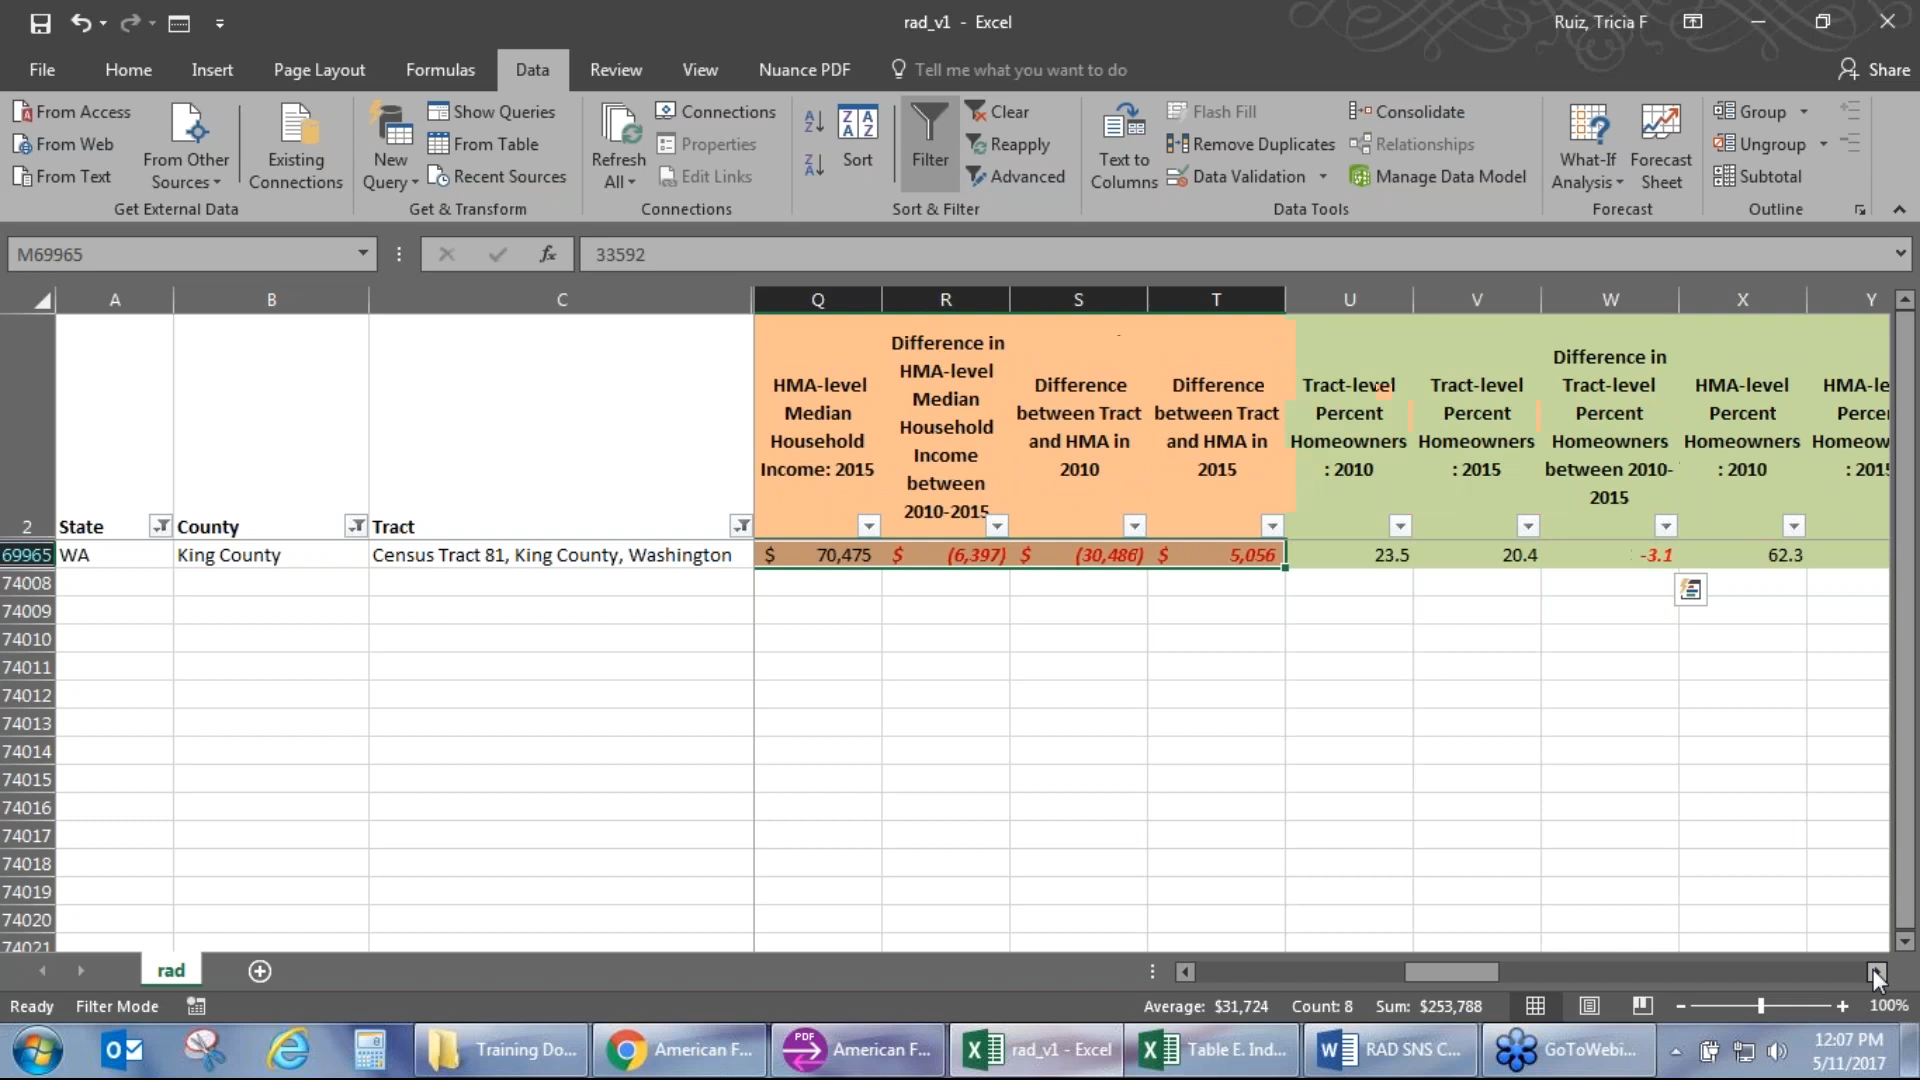 rad_v1 - Excel
Ruiz, Tricia F
File Home Insert Page Layout Formulas Data Review View Nuance PDF Tell me what you want to do Share
From Access
From Web
From Text
From Other
Sources
Existing
Connections
Get External Data
New
Query
Show Queries
From Table
Recent Sources
Get & Transform
Refresh
All
Connections
Properties
Edit Links
Connections
Sort
Filter
Clear
Reapply
Advanced
Sort & Filter
Text to
Columns
Flash Fill
Remove Duplicates
Data Validation
Consolidate
Relationships
Manage Data Model
Data Tools
What-If
Analysis
Forecast
Sheet
Forecast
Group
Ungroup
Subtotal
Outline
M69965
fx
33592
A B C Q R S T U V W X Y
2
State
County
Tract
HMA-level
Median
Household
Income: 2015
Difference in
HMA-level
Median
Household
Income
between
2010-2015
Difference
between Tract
and HMA in
2010
Difference
between Tract
and HMA in
2015
Tract-level
Percent
Homeowners
: 2010
Tract-level
Percent
Homeowners
: 2015
Difference in
Tract-level
Percent
Homeowners
between 2010-
2015
HMA-level
Percent
Homeowners
: 2010
HMA-le
Percer
Homeow
: 2015
69965 WA King County Census Tract 81, King County, Washington $ 70,475 $ (6,397) $ (30,486) $ 5,056 23.5 20.4 -3.1 62.3
74008
74009
74010
74011
74012
74013
74014
74015
74016
74017
74018
74019
74020
74021
rad
Ready Filter Mode Average: $31,724 Count: 8 Sum: $253,788 100%
Training Do...
American F...
PDF
American F...
rad_v1 - Excel
Table E. Ind...
RAD SNS C...
GoToWebi...
12:07 PM
5/11/2017